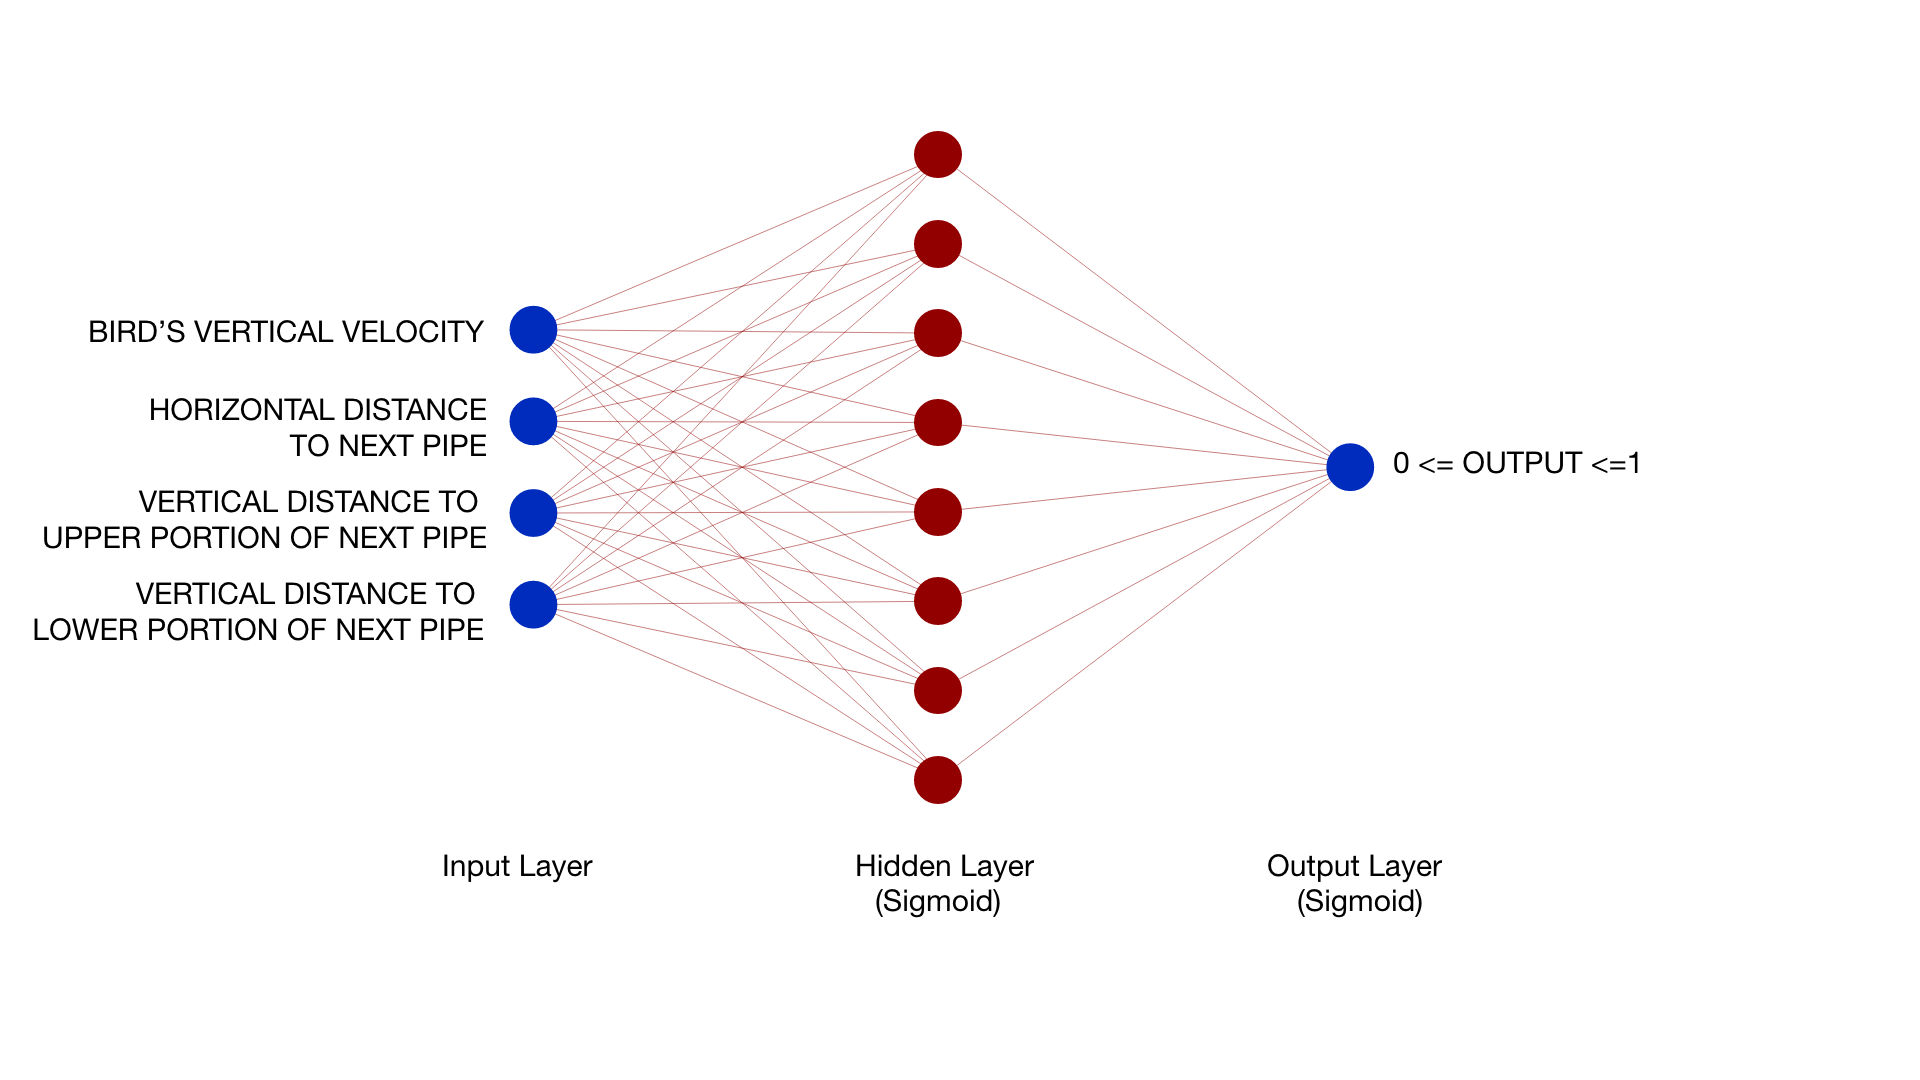 BIRD’S VERTICAL VELOCITY
HORIZONTAL DISTANCE
TO NEXT PIPE
VERTICAL DISTANCE TO
UPPER PORTION OF NEXT PIPE
VERTICAL DISTANCE TO
LOWER PORTION OF NEXT PIPE
0 <= OUTPUT <=1
Input Layer
Hidden Layer
(Sigmoid)
Output Layer
(Sigmoid)